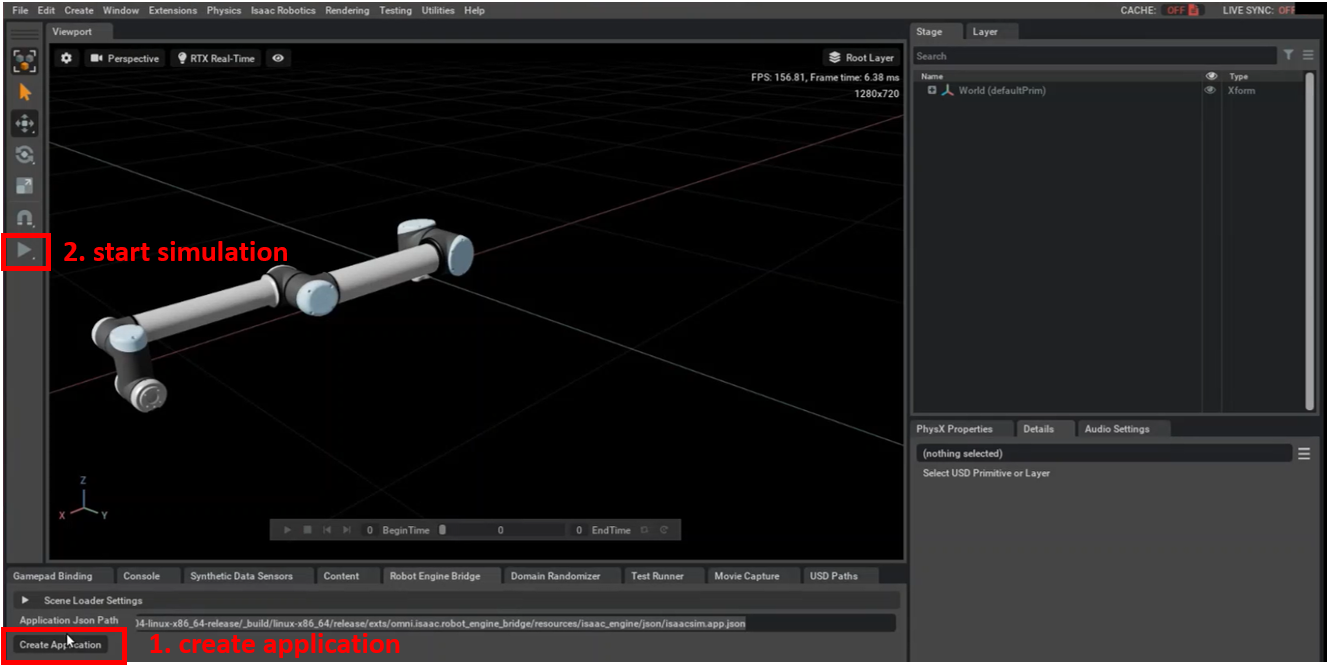 File Edit Create Window Extensions Physics Isaac Robotics Rendering Testing Utilities Help CACHE: OFF LIVE SYNC: OFF
Viewport
Perspective RTX Real-Time Root Layer
FPS: 156.81, Frame time: 6.38 ms
1280x720
Stage Layer
Search
Name Type
World (defaultPrim) Xform
2. start simulation
Z
X Y
0 BeginTime 0 0 EndTime
PhysX Properties Details Audio Settings
(nothing selected)
Select USD Primitive or Layer
Gamepad Binding Console Synthetic Data Sensors Content Robot Engine Bridge Domain Randomizer Test Runner Movie Capture USD Paths
Scene Loader Settings
Application Json Path 04-linux-x86_64-release/_build/linux-x86_64/release/exts/omni.isaac.robot_engine_bridge/resources/isaac_engine/json/isaacsim.app.json
Create Application 1. create application